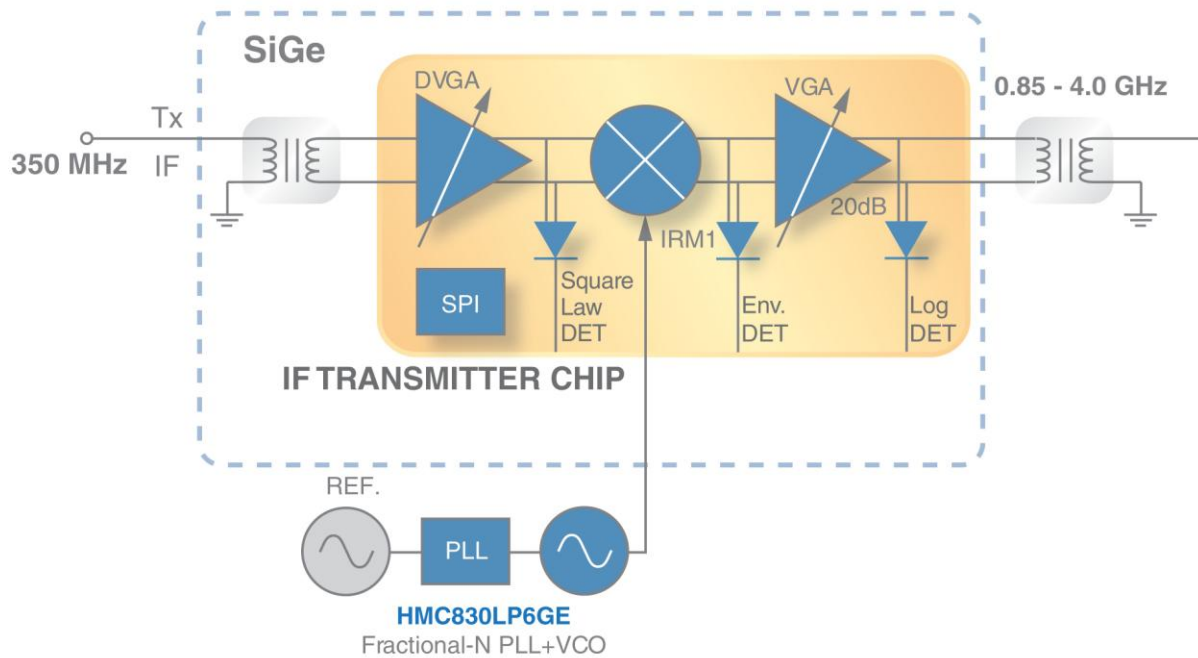 SiGe
DVGA
VGA
0.85 - 4.0 GHz
Tx
350 MHz
IF
20dB
IRM1
SPI
Square
Law
DET
Env.
DET
Log
DET
IF TRANSMITTER CHIP
REF.
PLL
HMC830LP6GE
Fractional-N PLL+VCO